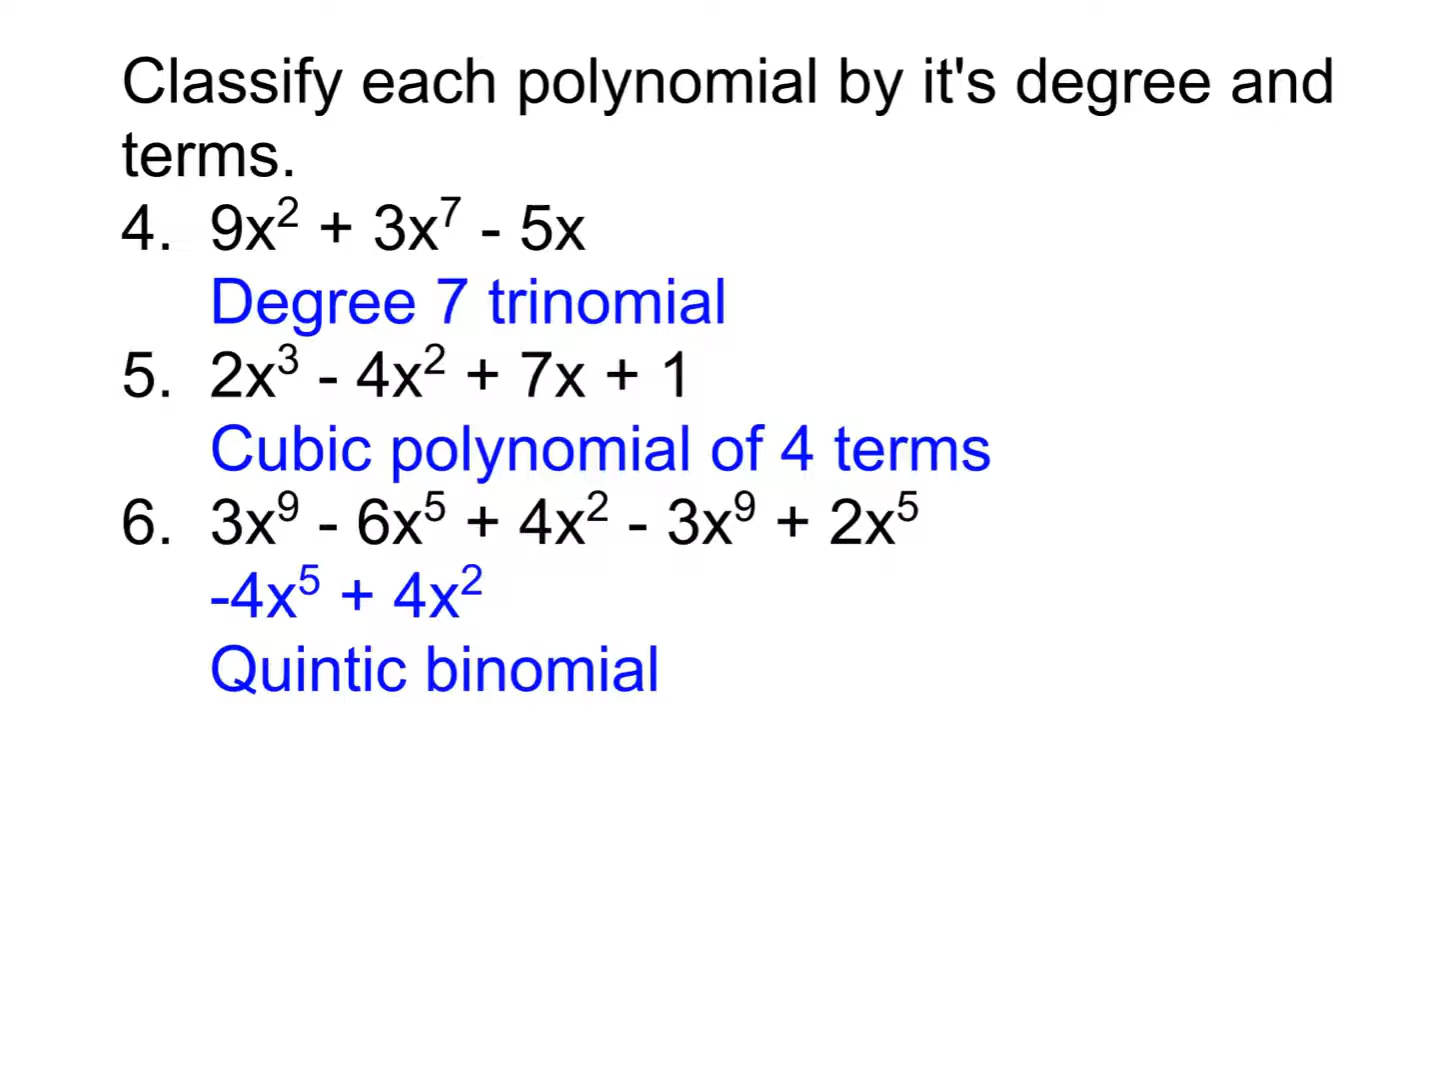 Classify each polynomial by it's degree and
terms.
4. 9x² + 3x⁷ - 5x
Degree 7 trinomial
5. 2x³ - 4x² + 7x + 1
Cubic polynomial of 4 terms
6. 3x⁹ - 6x⁵ + 4x² - 3x⁹ + 2x⁵
-4x⁵ + 4x²
Quintic binomial